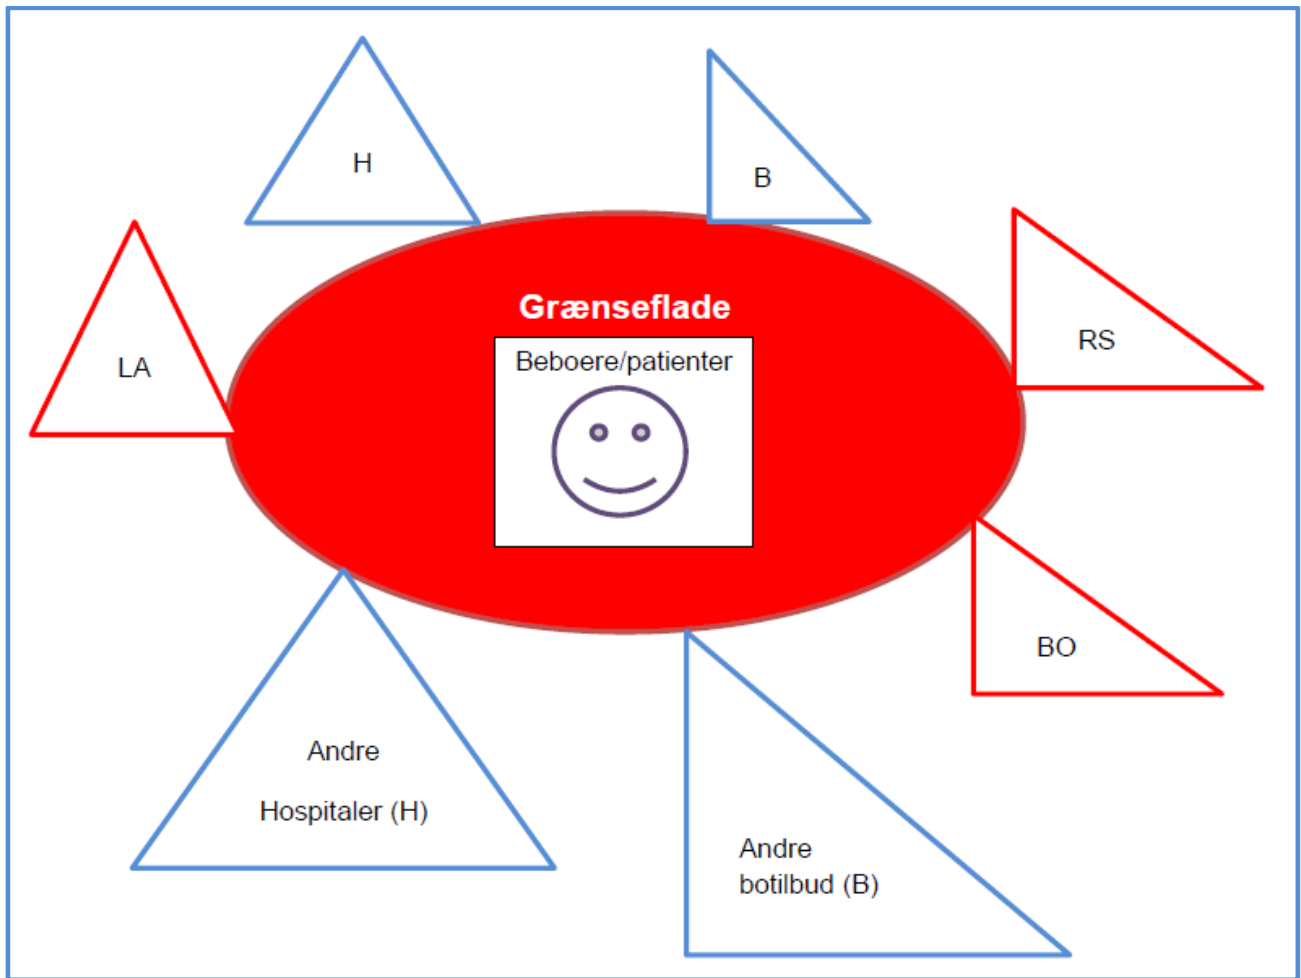 H
B
Grænseflade
Beboere/patienter
RS
LA
BO
Andre
Hospitaler (H)
Andre
botilbud (B)